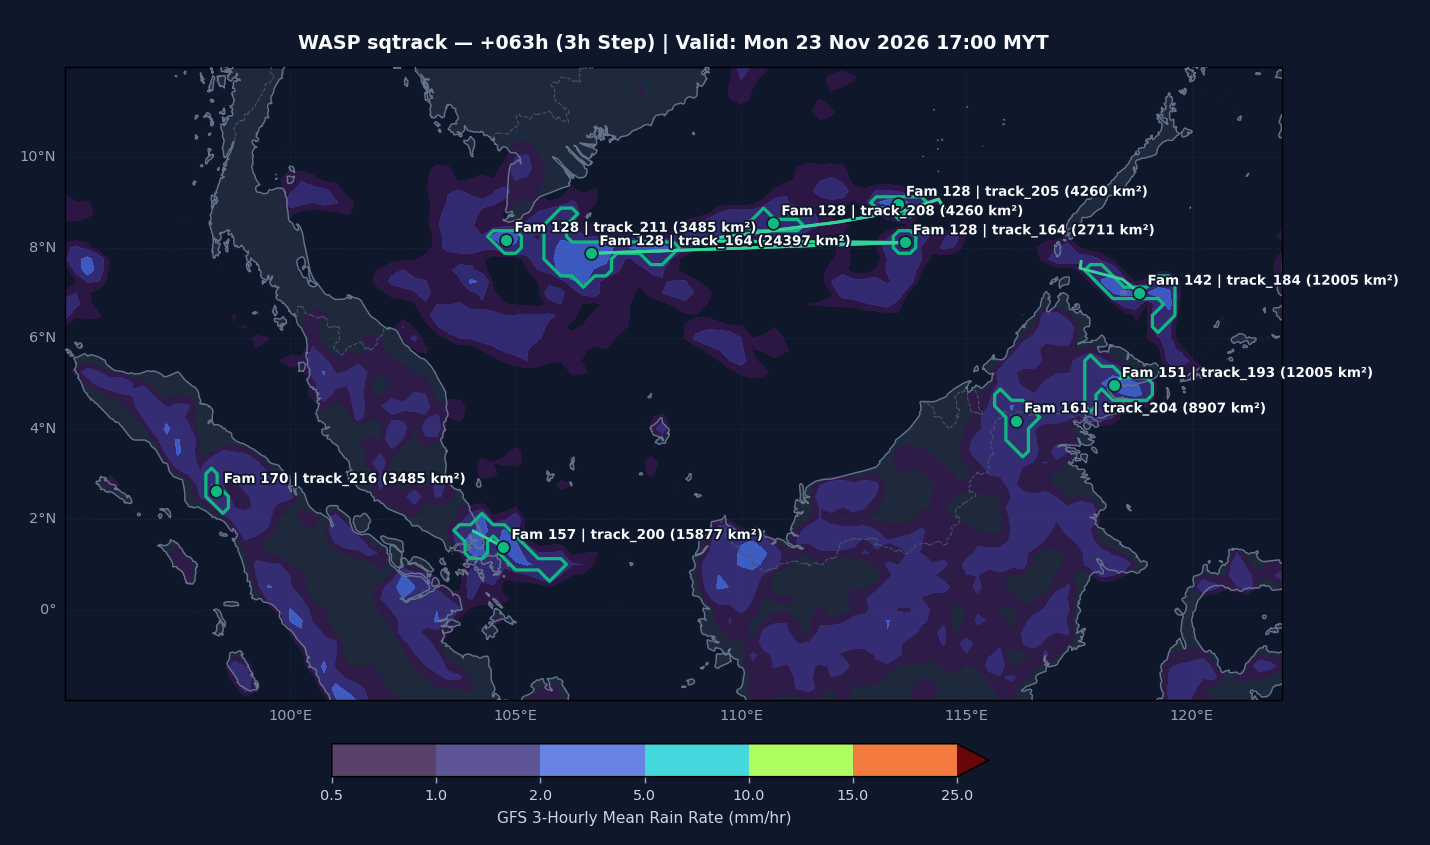 WASP sqtrack — +063h (3h Step) | Valid: Mon 23 Nov 2026 17:00 MYT
10°N
8°N
6°N
4°N
2°N
0°
Fam 128 | track_205 (4260 km²)
Fam 128 | track_208 (4260 km²)
Fam 128 | track_211 (3485 km²)
Fam 128 | track_164 (2711 km²)
Fam 128 | track_164 (24397 km²)
Fam 142 | track_184 (12005 km²)
Fam 151 | track_193 (12005 km²)
Fam 161 | track_204 (8907 km²)
Fam 170 | track_216 (3485 km²)
Fam 157 | track_200 (15877 km²)
100°E 105°E 110°E 115°E 120°E
0.5 1.0 2.0 5.0 10.0 15.0 25.0
GFS 3-Hourly Mean Rain Rate (mm/hr)